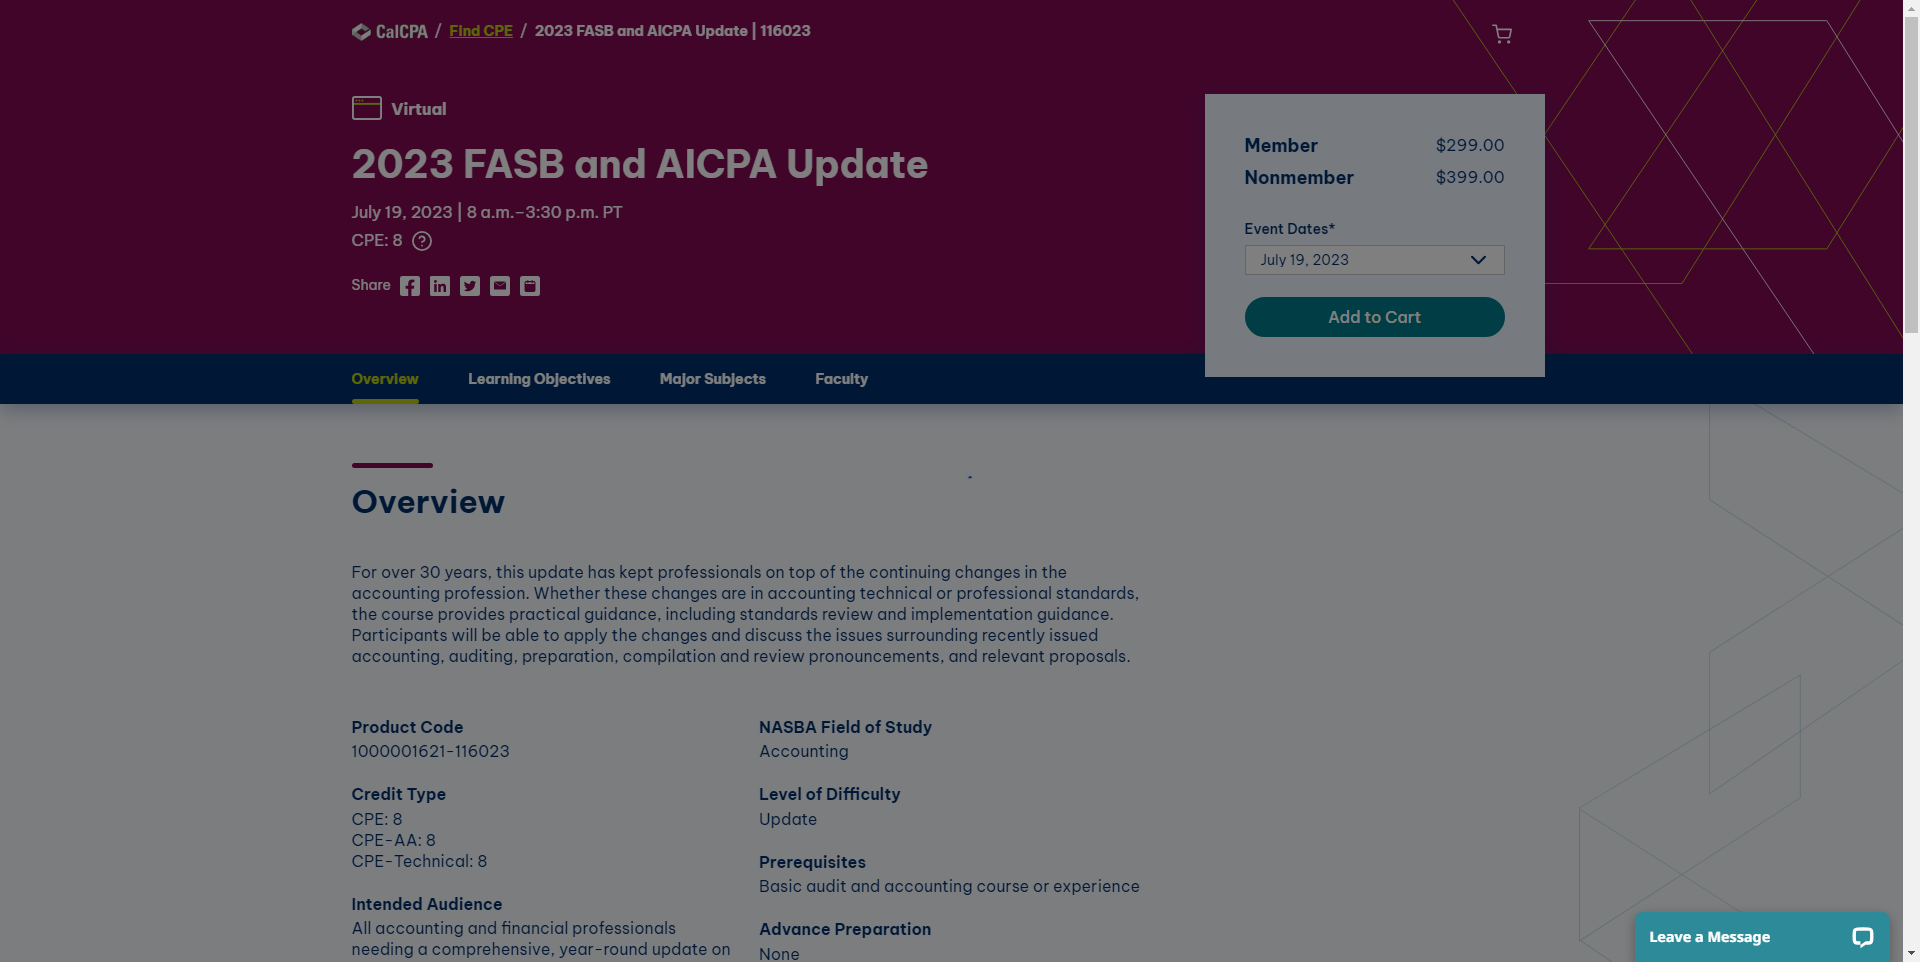 CalCPA / Find CPE / 2023 FASB and AICPA Update | 116023
Virtual
2023 FASB and AICPA Update
July 19, 2023 | 8 a.m.–3:30 p.m. PT
CPE: 8
Share
Member $299.00
Nonmember $399.00
Event Dates*
July 19, 2023
Add to Cart
Overview Learning Objectives Major Subjects Faculty
Overview
For over 30 years, this update has kept professionals on top of the continuing changes in the
accounting profession. Whether these changes are in accounting technical or professional standards,
the course provides practical guidance, including standards review and implementation guidance.
Participants will be able to apply the changes and discuss the issues surrounding recently issued
accounting, auditing, preparation, compilation and review pronouncements, and relevant proposals.
Product Code
1000001621-116023
Credit Type
CPE: 8
CPE-AA: 8
CPE-Technical: 8
Intended Audience
All accounting and financial professionals
needing a comprehensive, year-round update on
NASBA Field of Study
Accounting
Level of Difficulty
Update
Prerequisites
Basic audit and accounting course or experience
Advance Preparation
None
Leave a Message